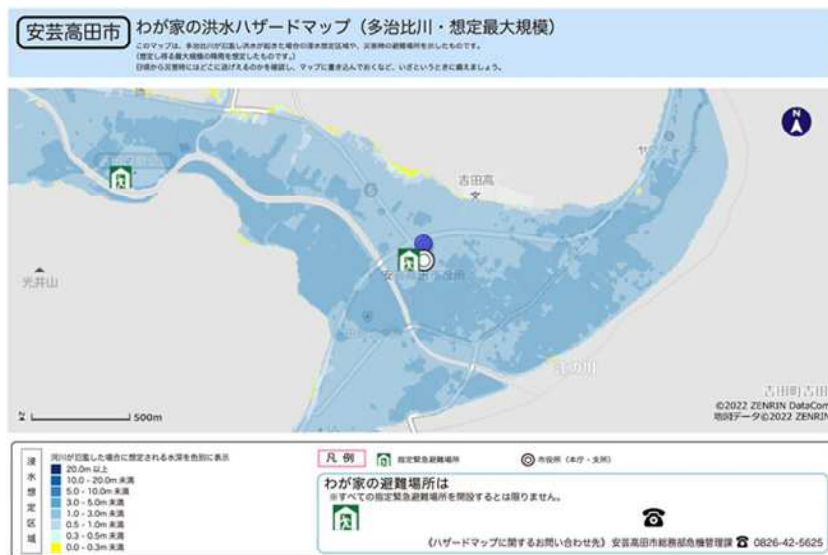 安芸高田市
わが家の洪水ハザードマップ(多治比川・想定最大規模)
このマップは、多治比川が氾濫し洪水が起きた場合の浸水想定区域や、災害時の避難場所を示したものです。
(想定し得る最大規模の降雨を想定したものです。)
日頃から災害時にはどこに逃げえるのかを確認し、マップに書き込んでおくなど、いざというときに備えましょう。
N
吉田高
安芸高田市役所
光井山
江の川
吉田町吉田
500m
©2022 ZENRIN DataCom
地図データ©2022 ZENRIN
浸水想定区域
河川が氾濫した場合に想定される水深を色別に表示
20.0m 以上
10.0 - 20.0m 未満
5.0 - 10.0m 未満
3.0 - 5.0m 未満
1.0 - 3.0m 未満
0.5 - 1.0m 未満
0.3 - 0.5m 未満
0.0 - 0.3m 未満
凡 例
指定緊急避難場所
市役所(本庁・支所)
わが家の避難場所は
※すべての指定緊急避難場所を開設するとは限りません。
《ハザードマップに関するお問い合わせ先》 安芸高田市総務部危機管理課 ☎ 0826-42-5625